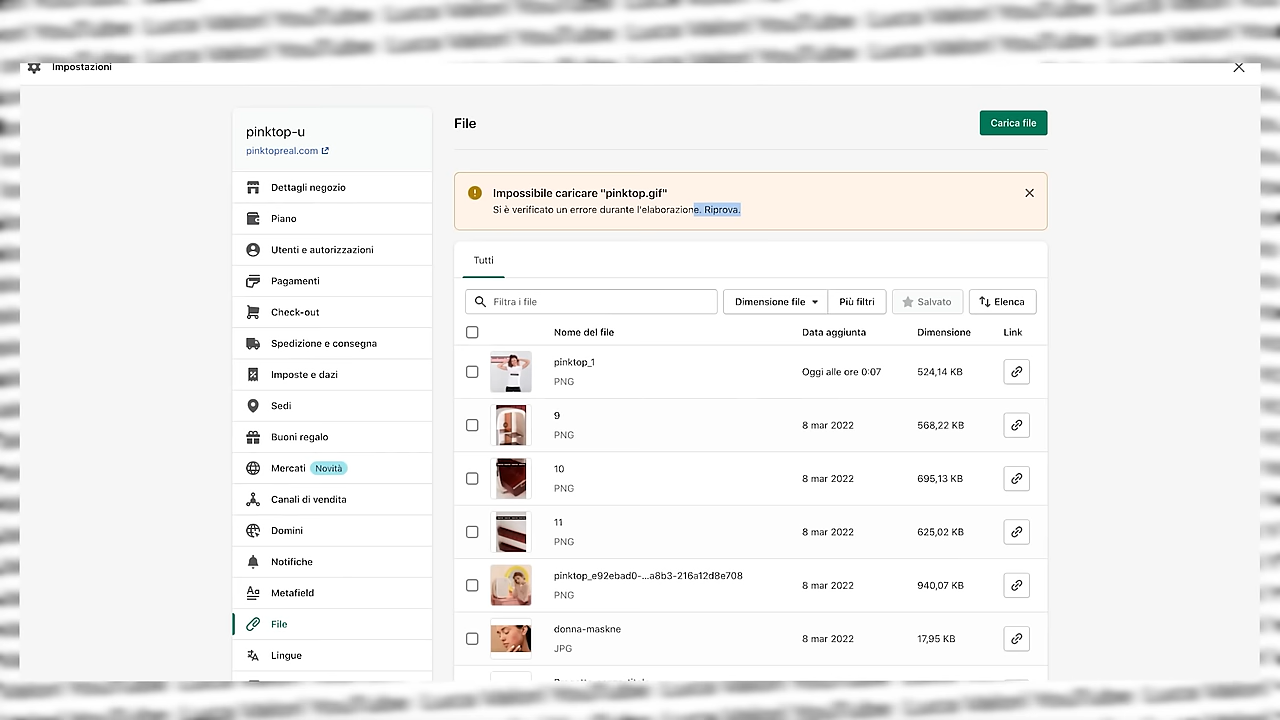 Impostazioni
pinktop-u
pinktopreal.com
Dettagli negozio
Piano
Utenti e autorizzazioni
Pagamenti
Check-out
Spedizione e consegna
Imposte e dazi
Sedi
Buoni regalo
Mercati Novità
Canali di vendita
Domini
Notifiche
Metafield
File
Lingue
File
Carica file
Impossibile caricare "pinktop.gif"
Si è verificato un errore durante l'elaborazione. Riprova.
Tutti
Filtra i file
Dimensione file
Più filtri
Salvato
Elenca
Nome del file Data aggiunta Dimensione Link
pinktop_1 Oggi alle ore 0:07 524,14 KB
PNG
9 8 mar 2022 568,22 KB
PNG
10 8 mar 2022 695,13 KB
PNG
11 8 mar 2022 625,02 KB
PNG
pinktop_e92ebad0-...a8b3-216a12d8e708 8 mar 2022 940,07 KB
PNG
donna-maskne 8 mar 2022 17,95 KB
JPG